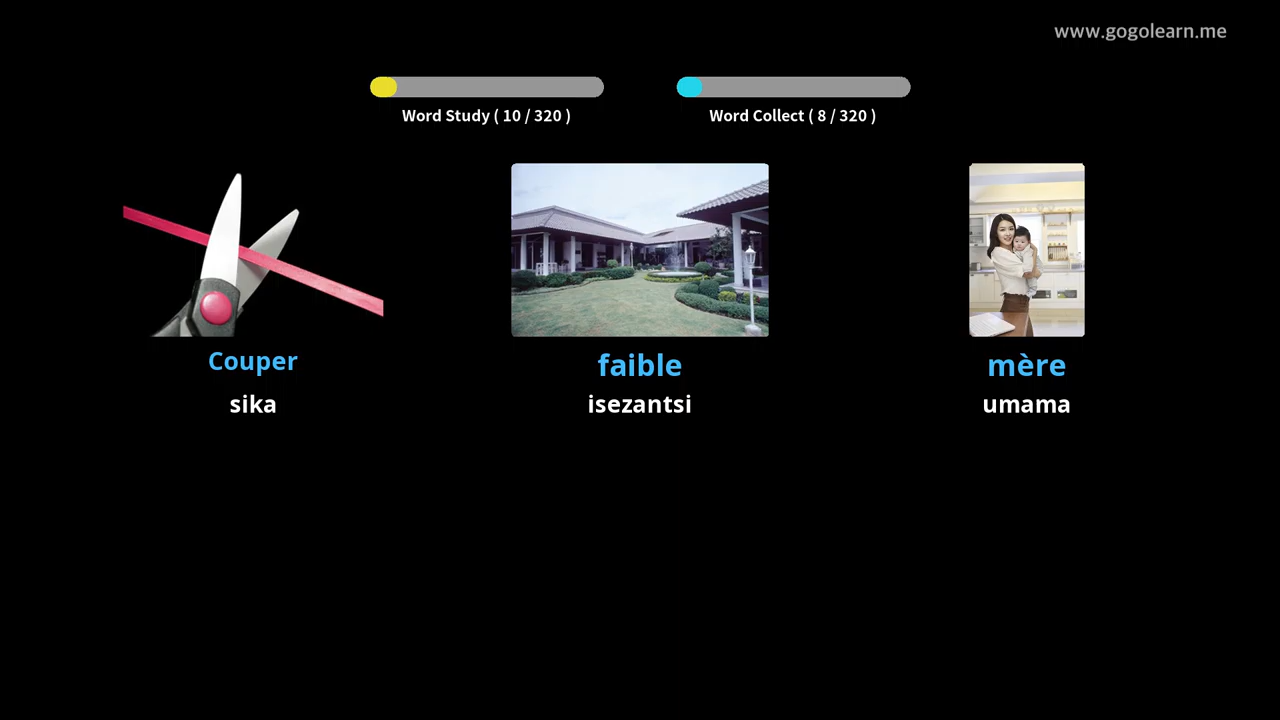 www.gogolearn.me
Word Study ( 10 / 320 )
Word Collect ( 8 / 320 )
Couper
faible
mère
sika
isezantsi
umama